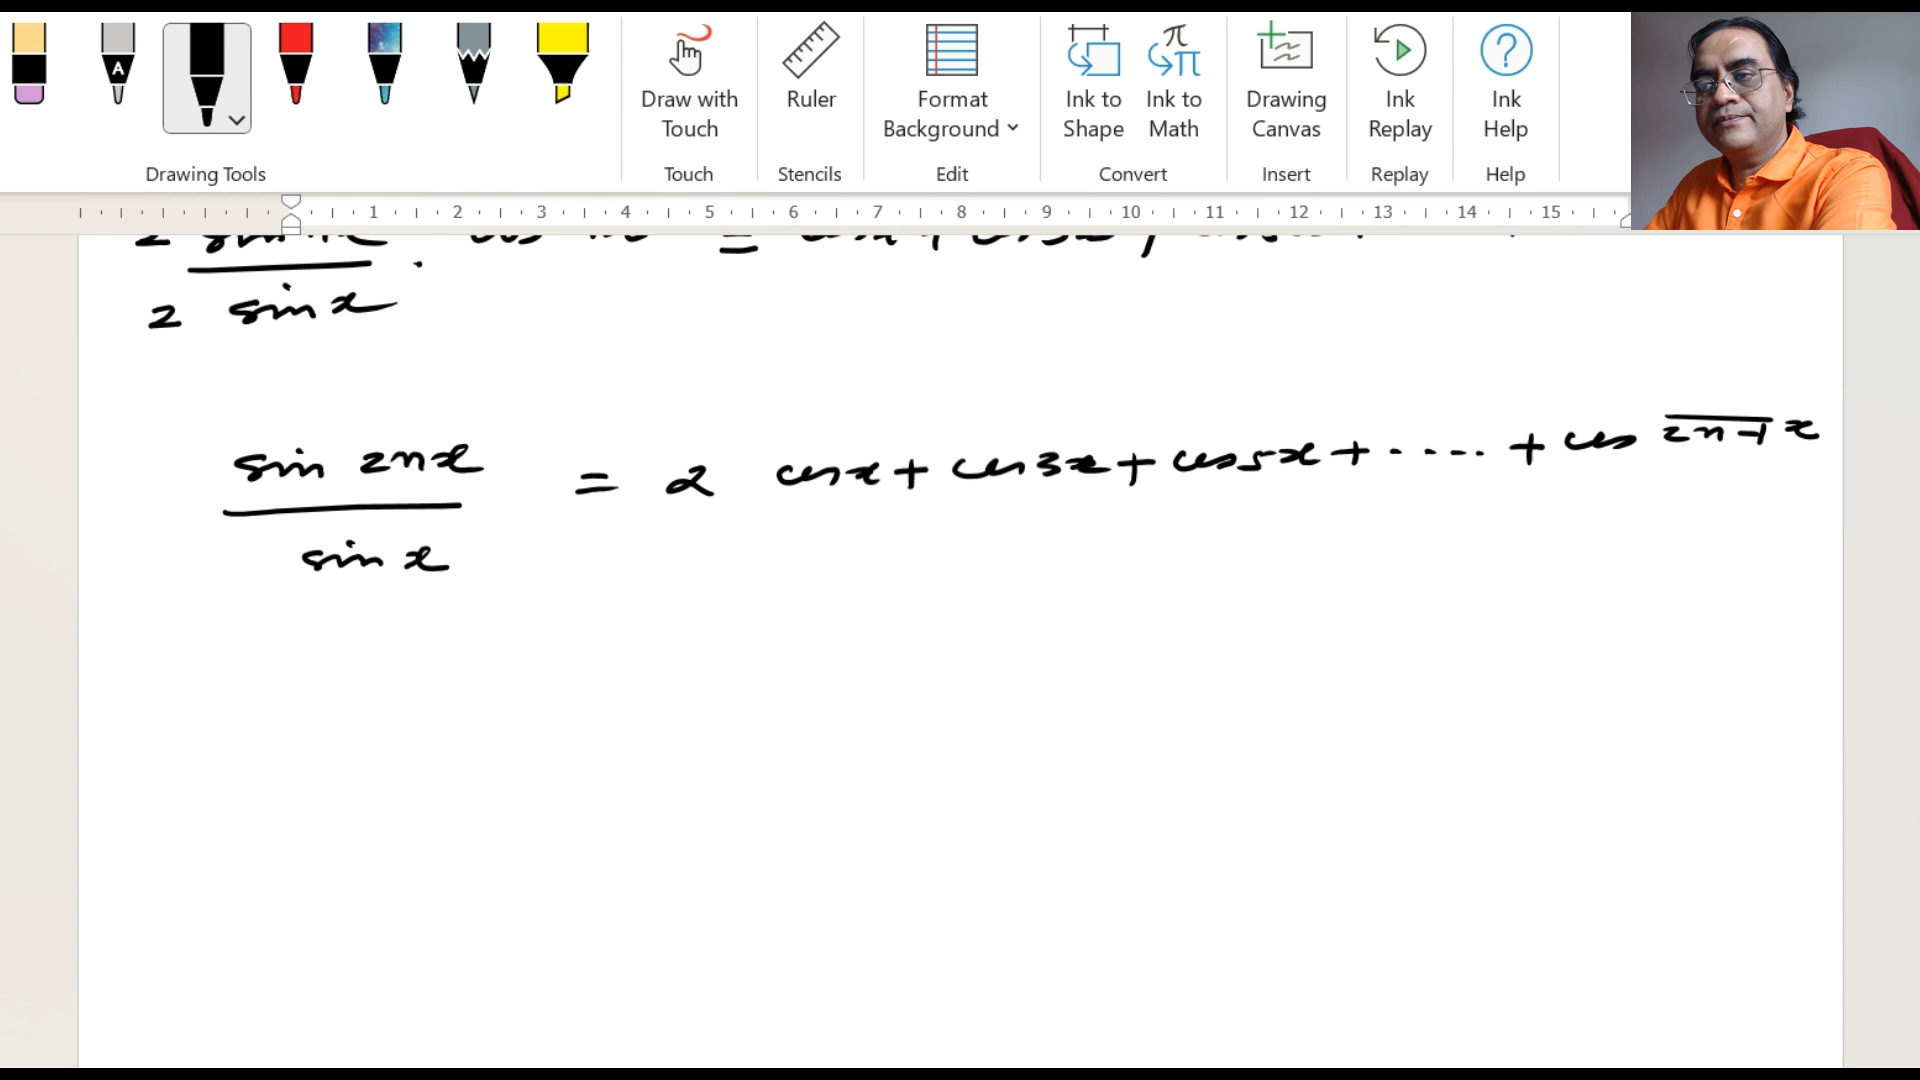 A
Draw with Touch
Ruler
Format Background
Ink to Shape
Ink to Math
Drawing Canvas
Ink Replay
Ink Help
Drawing Tools
Touch
Stencils
Edit
Convert
Insert
Replay
Help
1 2 3 4 5 6 7 8 9 10 11 12 13 14 15
2 sin x
sin 2nx
= 2 cos x + cos 3x + cos 5x + ..... + cos 2n-1 x
sin x